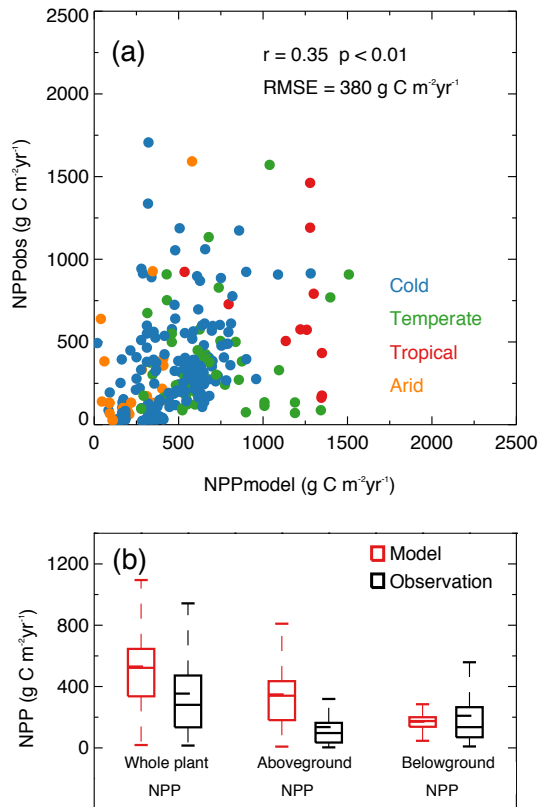 (a)
r = 0.35 p < 0.01
RMSE = 380 g C m-2yr-1
2500
2000
1500
1000
500
0
NPPobs (g C m-2yr-1)
Cold
Temperate
Tropical
Arid
0 500 1000 1500 2000 2500
NPPmodel (g C m-2yr-1)
(b)
Model
Observation
1200
800
400
0
NPP (g C m-2yr-1)
Whole plant Aboveground Belowground
NPP NPP NPP